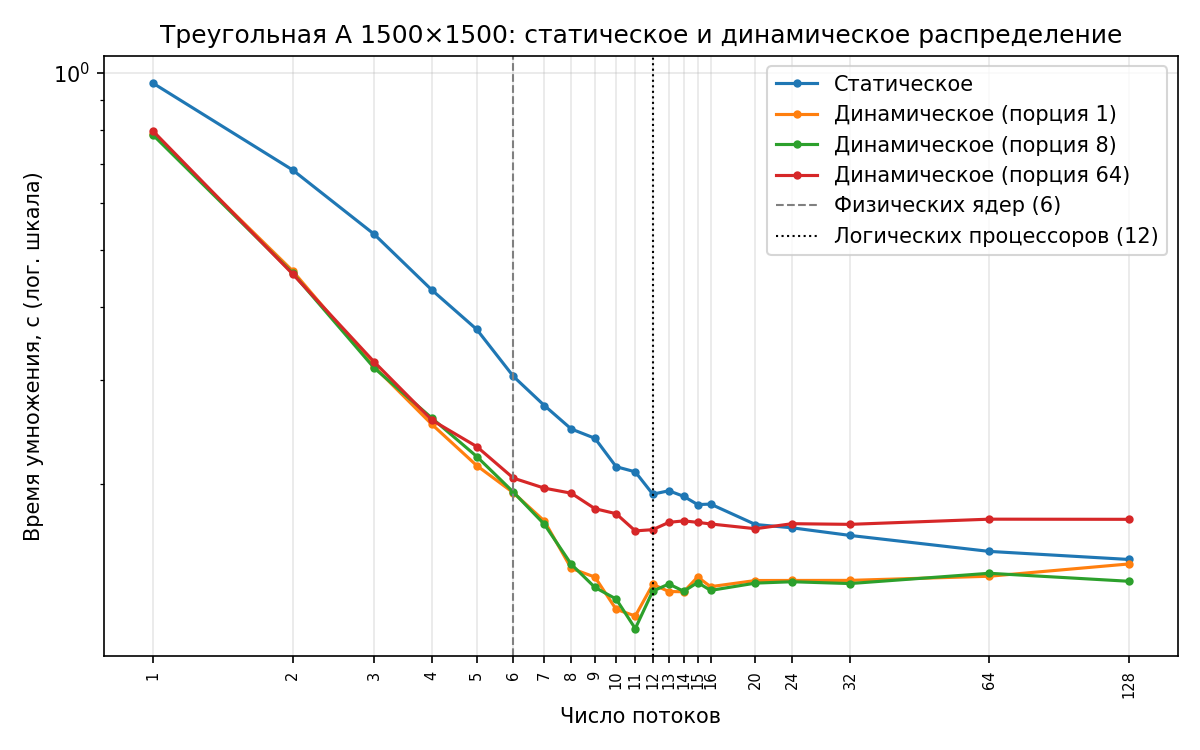 Треугольная A 1500×1500: статическое и динамическое распределение
10⁰
Статическое
Динамическое (порция 1)
Динамическое (порция 8)
Динамическое (порция 64)
Физических ядер (6)
Логических процессоров (12)
Время умножения, с (лог. шкала)
1
2
3
4
5
6
7
8
9
10
11
12
13
14
15
16
20
24
32
64
128
Число потоков